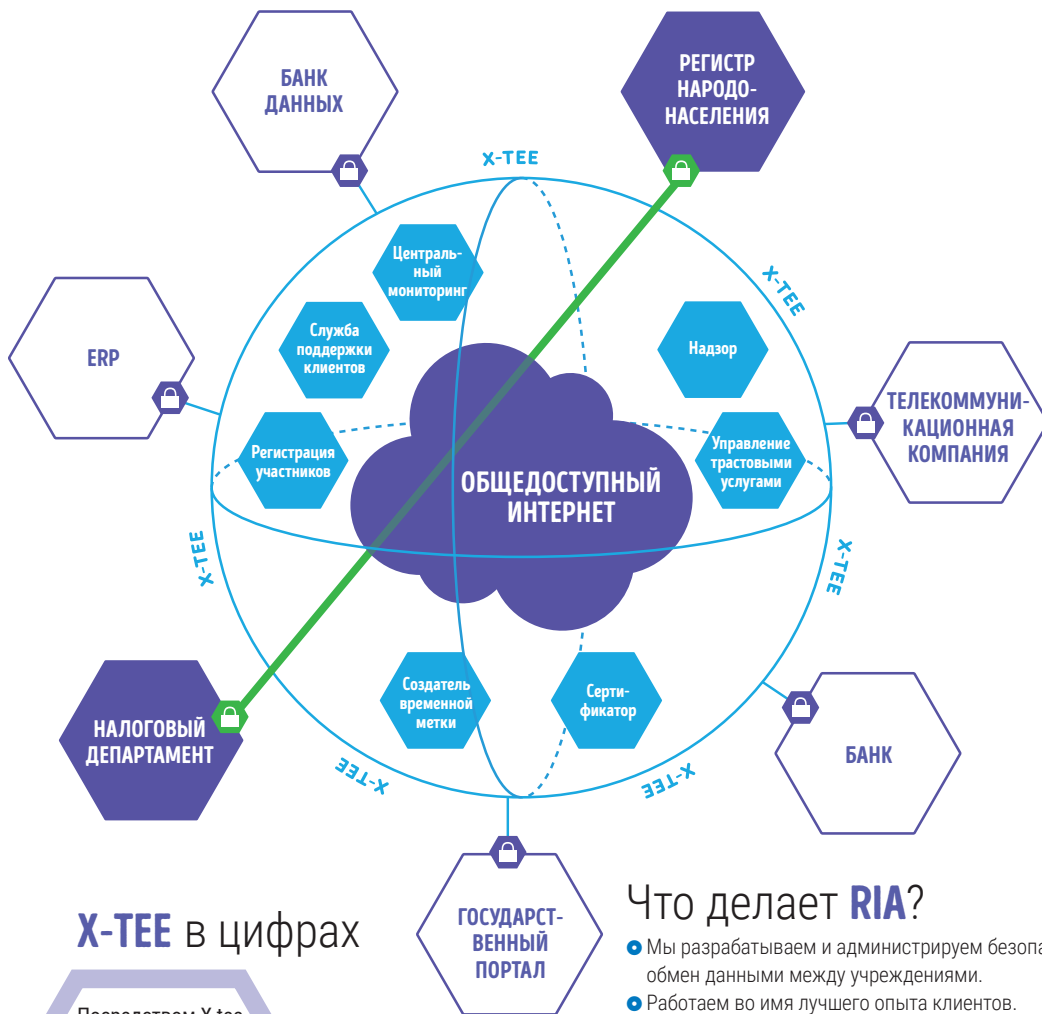 БАНК
ДАННЫХ
РЕГИСТР
НАРОДО-
НАСЕЛЕНИЯ
X-TEE
Централь-
ный
мониторинг
X-TEE
Служба
поддержки
клиентов
Надзор
ERP
ТЕЛЕКОММУНИ-
КАЦИОННАЯ
КОМПАНИЯ
Регистрация
участников
Управление
трастовыми
услугами
ОБЩЕДОСТУПНЫЙ
ИНТЕРНЕТ
X-TEE
X-TEE
Создатель
временной
метки
Серти-
фикатор
НАЛОГОВЫЙ
ДЕПАРТАМЕНТ
БАНК
X-TEE
X-TEE
ГОСУДАРСТ-
ВЕННЫЙ
ПОРТАЛ
X-TEE в цифрах
Посредством X-tee
Что делает RIA?
Мы разрабатываем и администрируем
обмен данными между учреждениями.
Работаем во имя лучшего опыта клиентов.